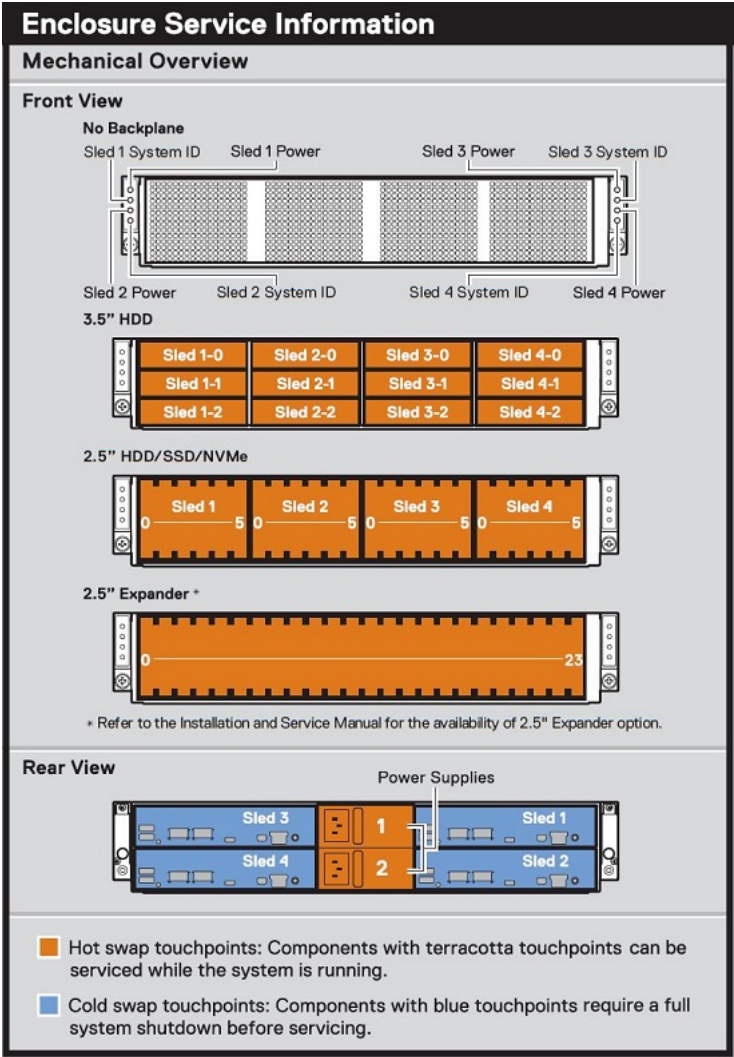 Enclosure Service Information
Mechanical Overview
Front View
No Backplane
Sled 1 System ID Sled 1 Power Sled 3 Power Sled 3 System ID
Sled 2 Power Sled 2 System ID Sled 4 System ID Sled 4 Power
3.5" HDD
Sled 1-0 Sled 2-0 Sled 3-0 Sled 4-0
Sled 1-1 Sled 2-1 Sled 3-1 Sled 4-1
Sled 1-2 Sled 2-2 Sled 3-2 Sled 4-2
2.5" HDD/SSD/NVMe
Sled 1 Sled 2 Sled 3 Sled 4
0 5 0 5 0 5 0 5
2.5" Expander *
0 23
* Refer to the Installation and Service Manual for the availability of 2.5" Expander option.
Rear View
Power Supplies
Sled 3 1 Sled 1
Sled 4 2 Sled 2
Hot swap touchpoints: Components with terracotta touchpoints can be
serviced while the system is running.
Cold swap touchpoints: Components with blue touchpoints require a full
system shutdown before servicing.